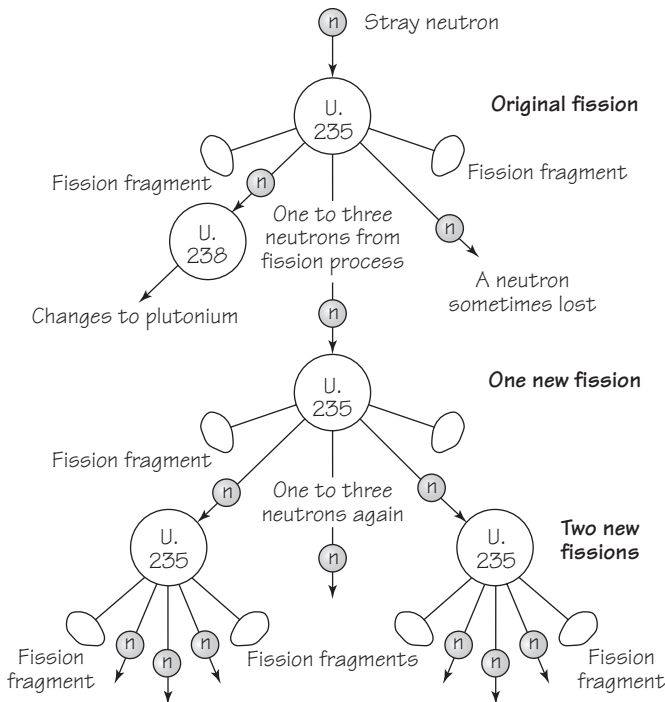 n Stray neutron
U.
235
Original fission
Fission fragment
Fission fragment
n
One to three
neutrons from
fission process
n
U.
238
A neutron
sometimes lost
Changes to plutonium
n
U.
235
One new fission
Fission fragment
n
One to three
neutrons again
n
U.
235
n
U.
235
Two new
fissions
Fission
fragment
n
n
n
Fission fragments
n
n
n
Fission
fragment